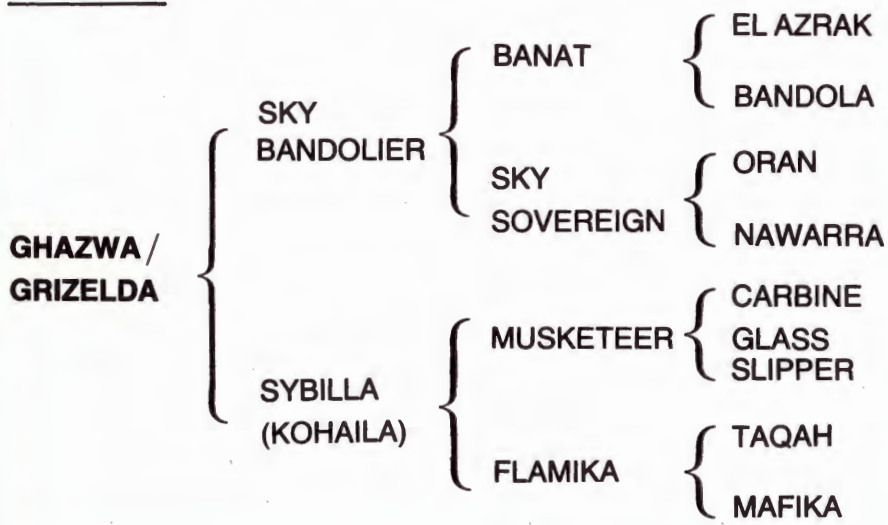 GHAZWA /
GRIZELDA
SKY
BANDOLIER
SYBILLA
(KOHAILA)
BANAT
SKY
SOVEREIGN
MUSKETEER
FLAMIKA
EL AZRAK
BANDOLA
ORAN
NAWARRA
CARBINE
GLASS
SLIPPER
TAQAH
MAFIKA